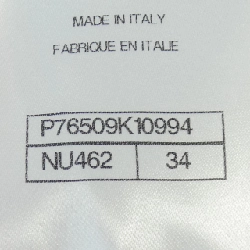 MADE IN ITALY
FABRIQUE EN ITALIE
P76509K10994
NU462 34